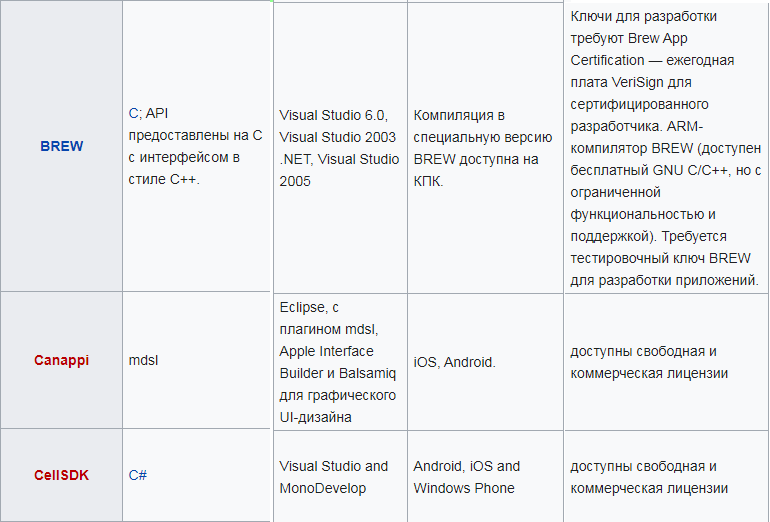 BREW
C; API
предоставлены на C
с интерфейсом в
стиле C++.
Visual Studio 6.0,
Visual Studio 2003
.NET, Visual Studio
2005
Компиляция в
специальную версию
BREW доступна на
КПК.
Ключи для разработки
требуют Brew App
Certification — ежегодная
плата VeriSign для
сертифицированного
разработчика. ARM-
компилятор BREW (доступен
бесплатный GNU C/C++, но с
ограниченной
функциональностью и
поддержкой). Требуется
тестировочный ключ BREW
для разработки приложений.
Canappi
mdsl
Eclipse, с
плагином mdsl,
Apple Interface
Builder и Balsamiq
для графического
UI-дизайна
iOS, Android.
доступны свободная и
коммерческая лицензии
CellSDK
C#
Visual Studio and
MonoDevelop
Android, iOS and
Windows Phone
доступны свободная и
коммерческая лицензии